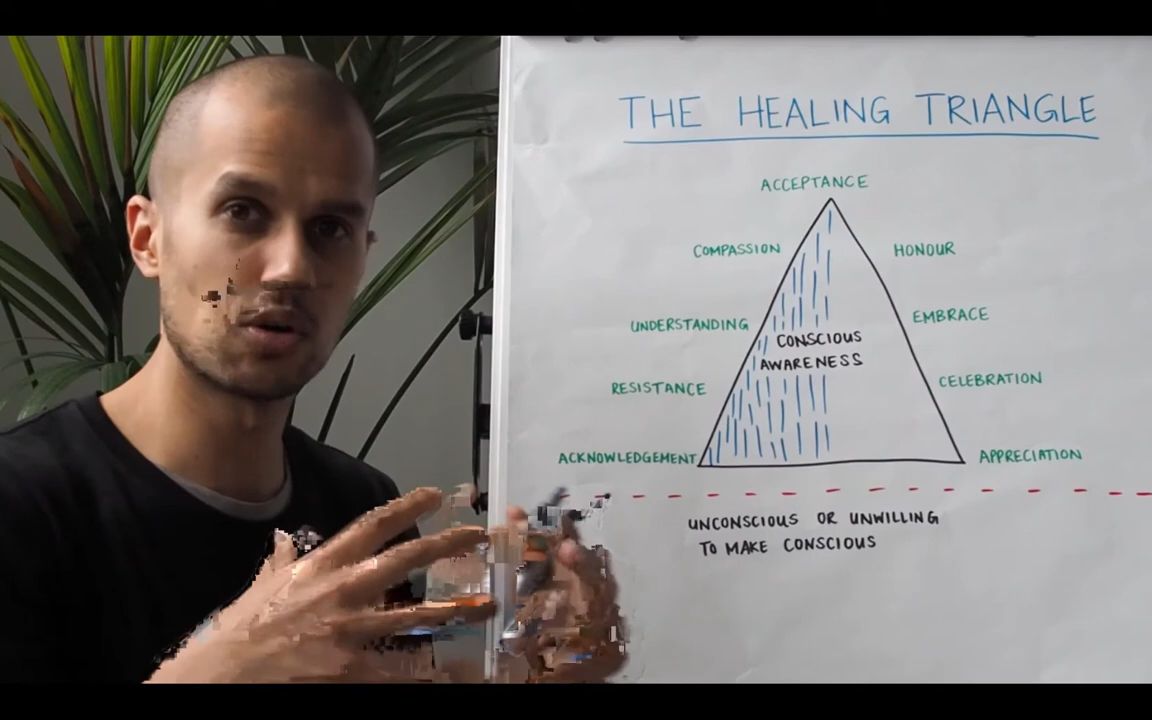 THE HEALING TRIANGLE
ACCEPTANCE
COMPASSION
HONOUR
UNDERSTANDING
EMBRACE
CONSCIOUS
AWARENESS
RESISTANCE
CELEBRATION
ACKNOWLEDGEMENT
APPRECIATION
UNCONSCIOUS OR UNWILLING
TO MAKE CONSCIOUS